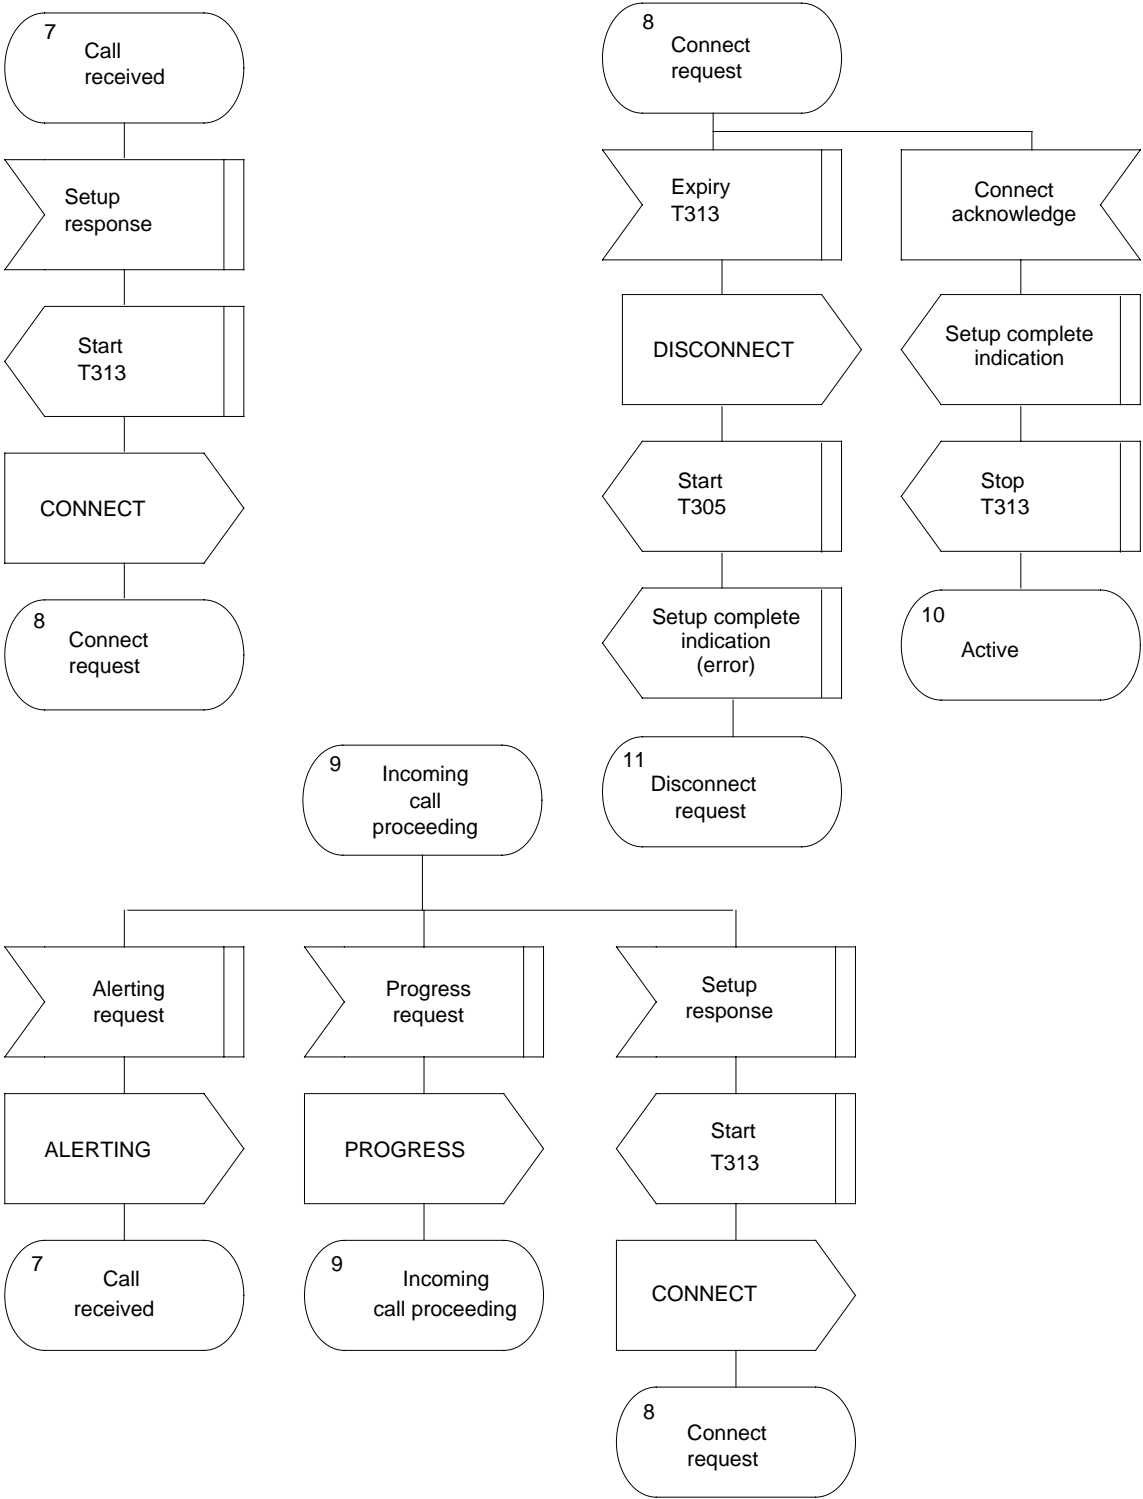 7
Call
received
Setup
response
Start
T313
CONNECT
8
Connect
request
8
Connect
request
Expiry
T313
DISCONNECT
Start
T305
Setup complete
indication
(error)
11
Disconnect
request
Connect
acknowledge
Setup complete
indication
Stop
T313
10
Active
9
Incoming
call
proceeding
Alerting
request
ALERTING
7
Call
received
Progress
request
PROGRESS
9
Incoming
call proceeding
Setup
response
Start
T313
CONNECT
8
Connect
request